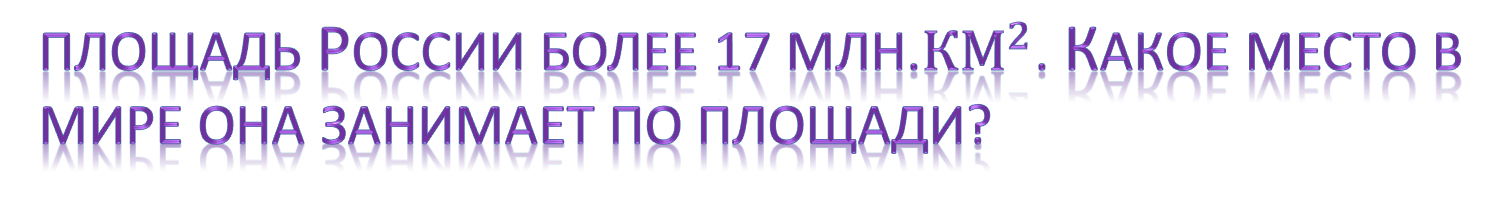 площадь России более 17 млн.км². Какое место в
мире она занимает по площади?